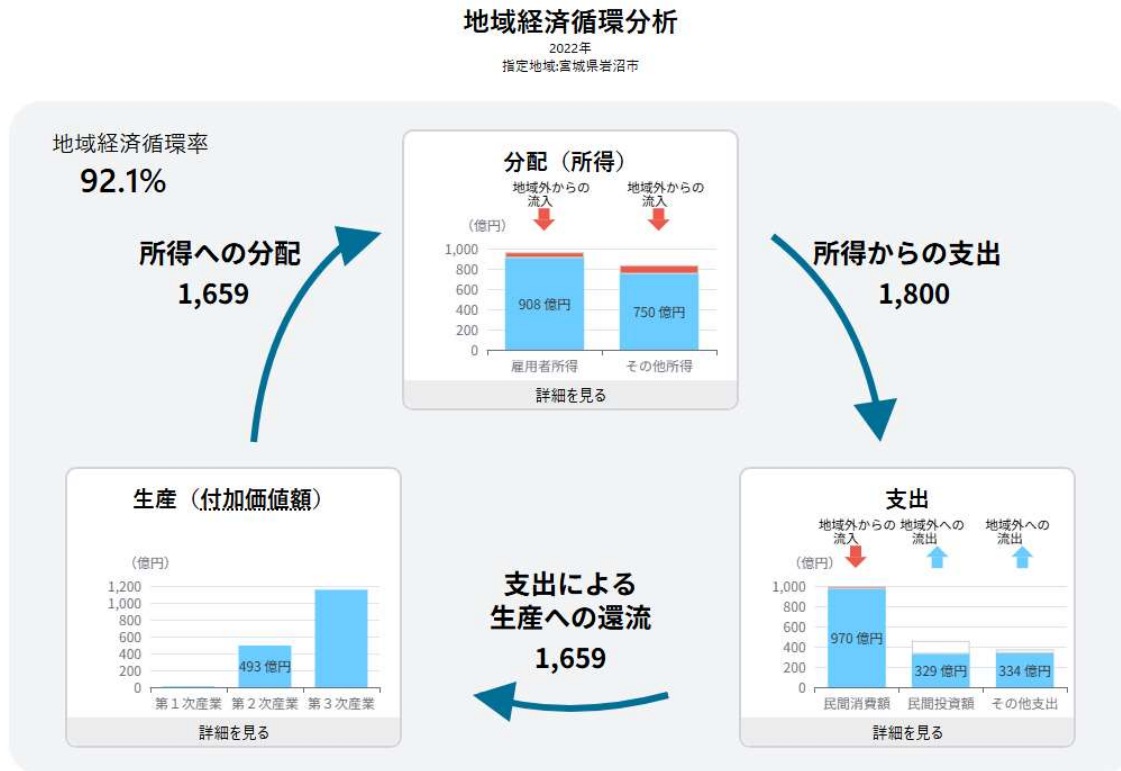 地域経済循環分析
2022年
指定地域:宮城県岩沼市
地域経済循環率
92.1%
分配（所得）
地域外からの
流入
地域外からの
流入
（億円）
1,000
800
600
400
200
0
908 億円
750 億円
雇用者所得
その他所得
詳細を見る
所得への分配
1,659
所得からの支出
1,800
生産（付加価値額）
（億円）
1,200
1,000
800
600
400
200
0
493 億円
第１次産業
第２次産業
第３次産業
詳細を見る
支出による
生産への還流
1,659
支出
地域外からの
流入
地域外への
流出
地域外への
流出
（億円）
1,000
800
600
400
200
0
970 億円
329 億円
334 億円
民間消費額
民間投資額
その他支出
詳細を見る